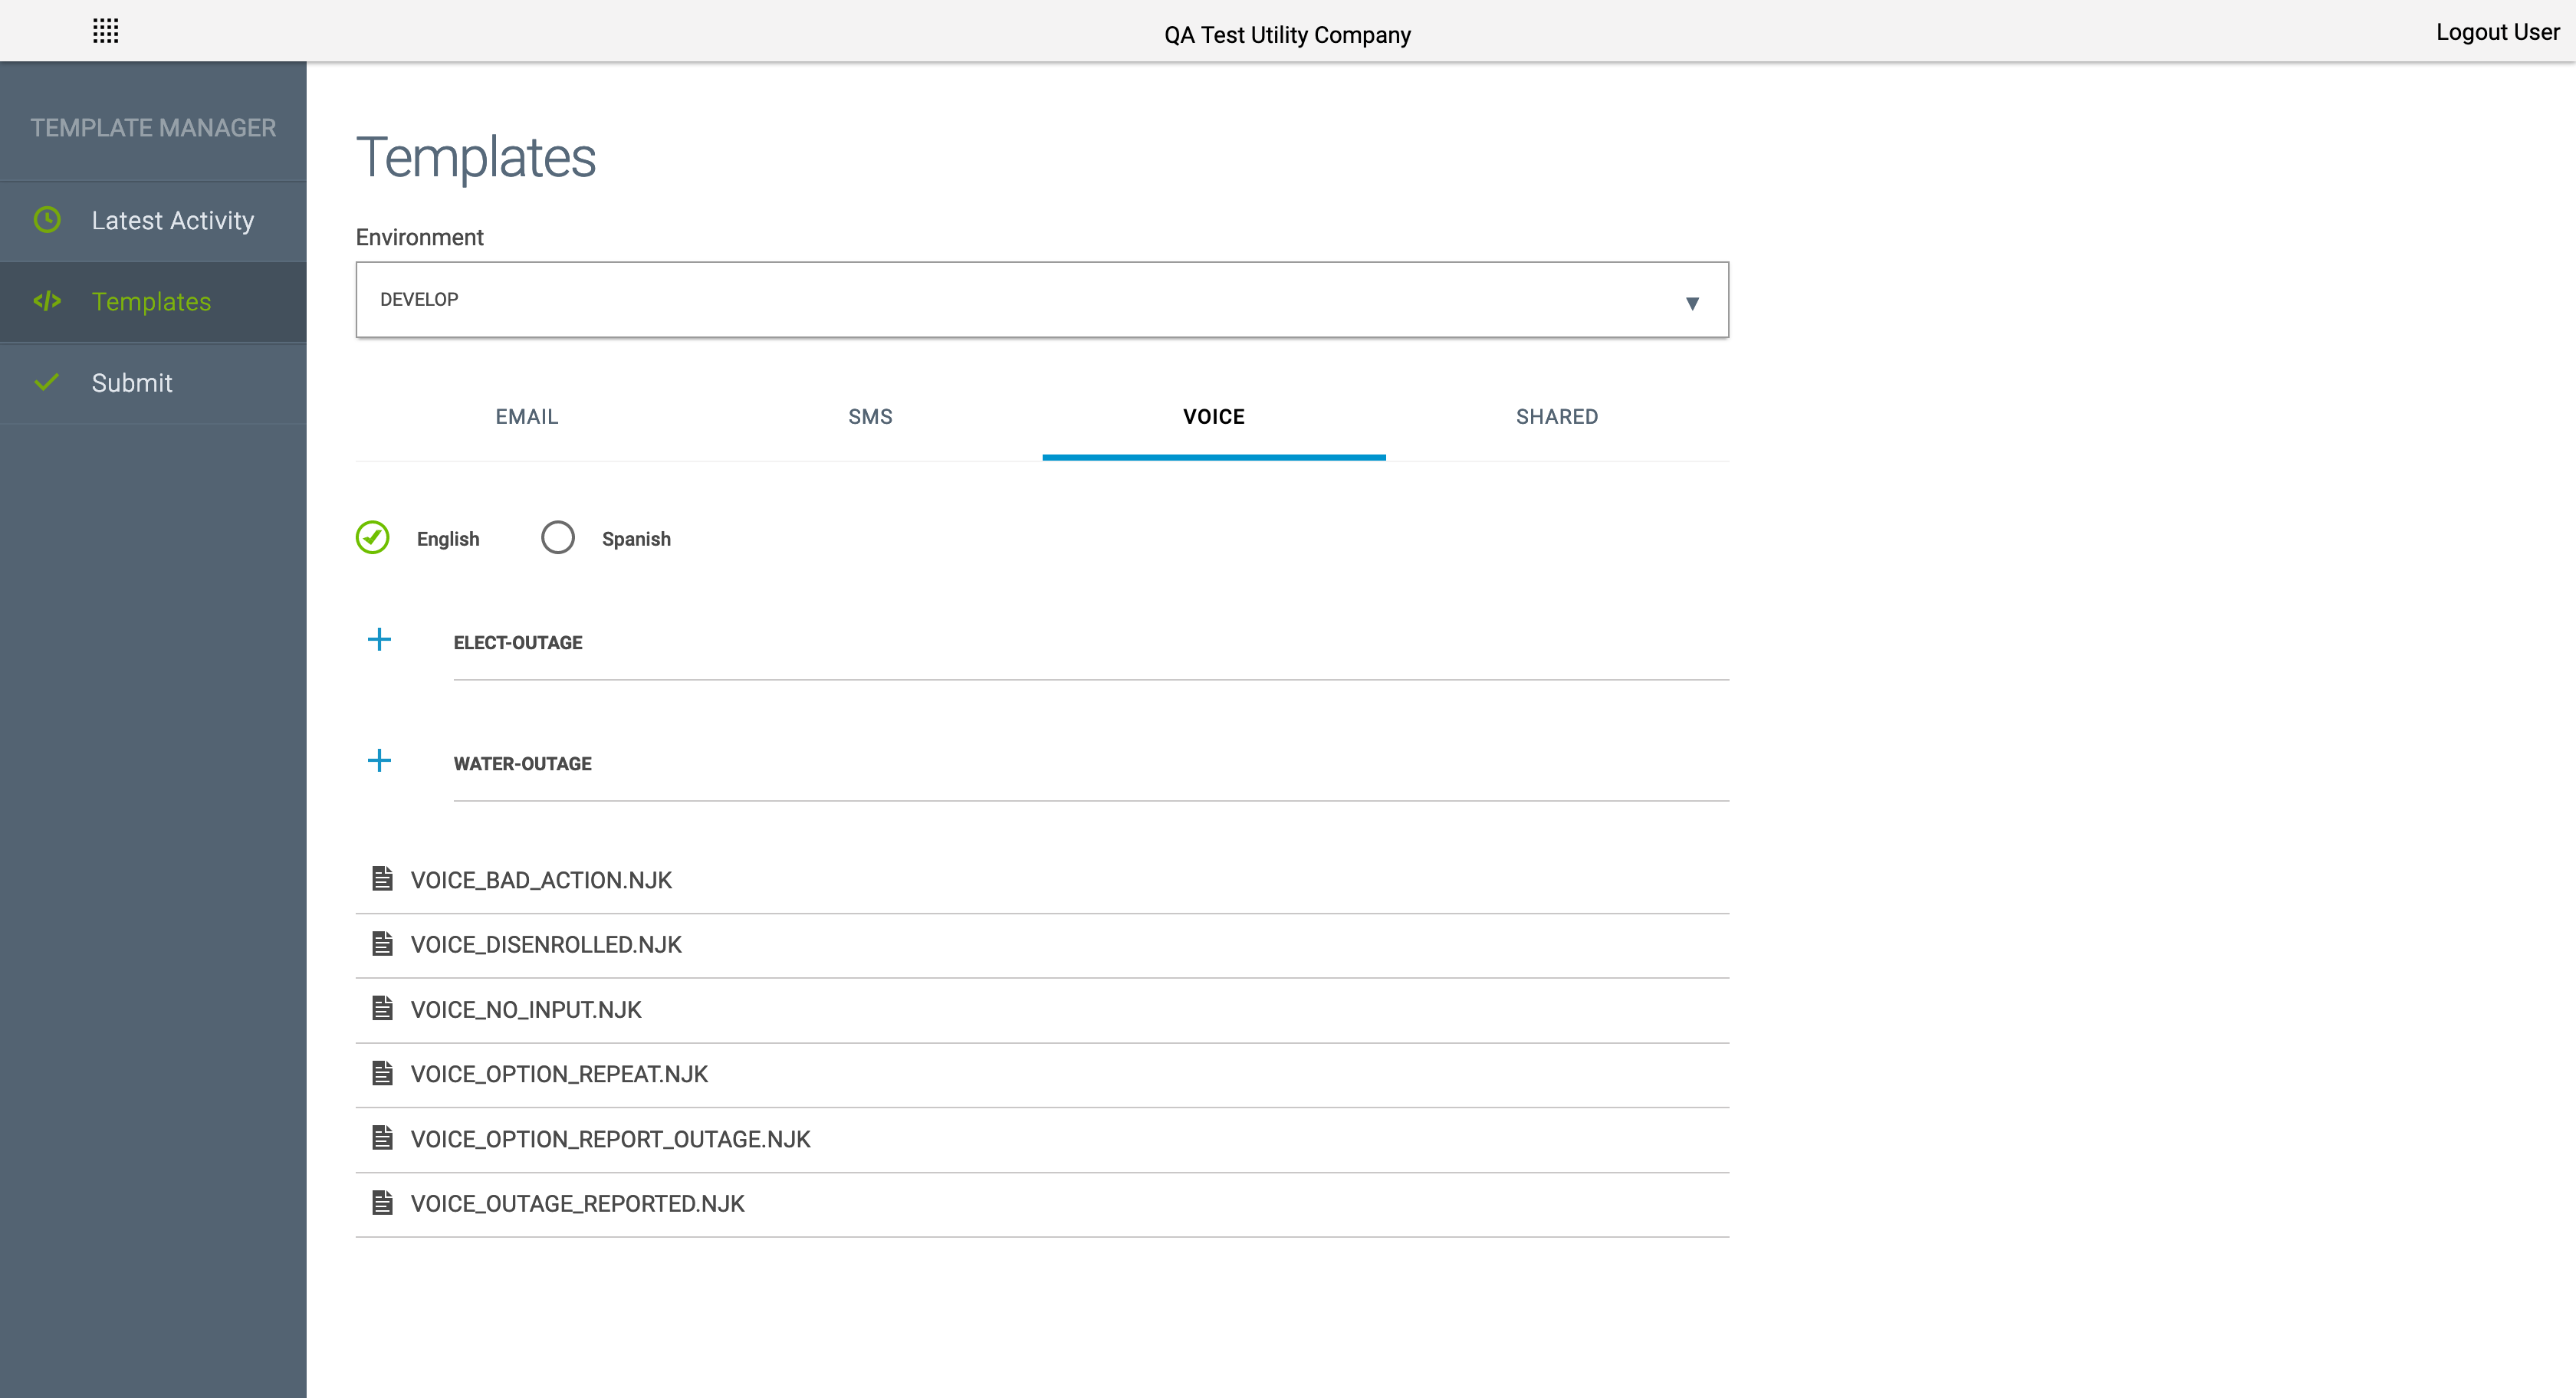 QA Test Utility Company
Logout User
TEMPLATE MANAGER
Latest Activity
Templates
Submit
Templates
Environment
DEVELOP
EMAIL SMS VOICE SHARED
English Spanish
ELECT-OUTAGE
WATER-OUTAGE
VOICE_BAD_ACTION.NJK
VOICE_DISENROLLED.NJK
VOICE_NO_INPUT.NJK
VOICE_OPTION_REPEAT.NJK
VOICE_OPTION_REPORT_OUTAGE.NJK
VOICE_OUTAGE_REPORTED.NJK